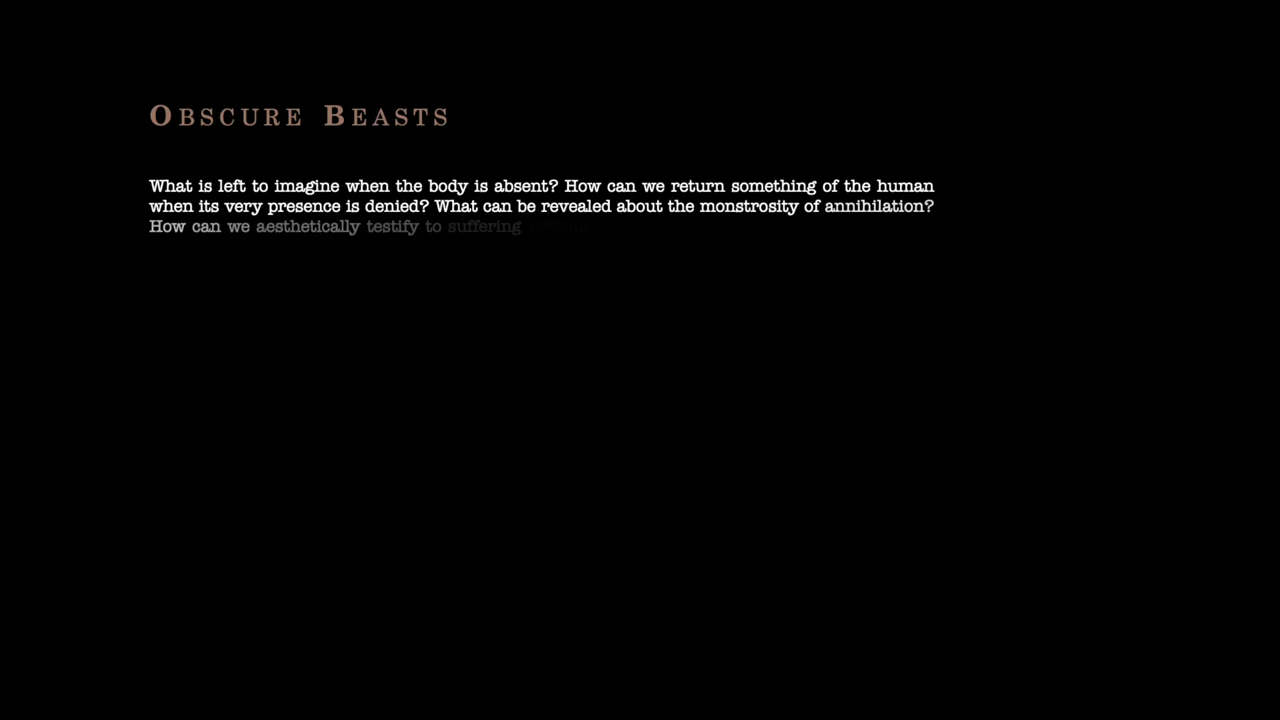 OBSCURE BEASTS
What is left to imagine when the body is absent? How can we return something of the human
when its very presence is denied? What can be revealed about the monstrosity of annihilation?
How can we aesthetically testify to suffering